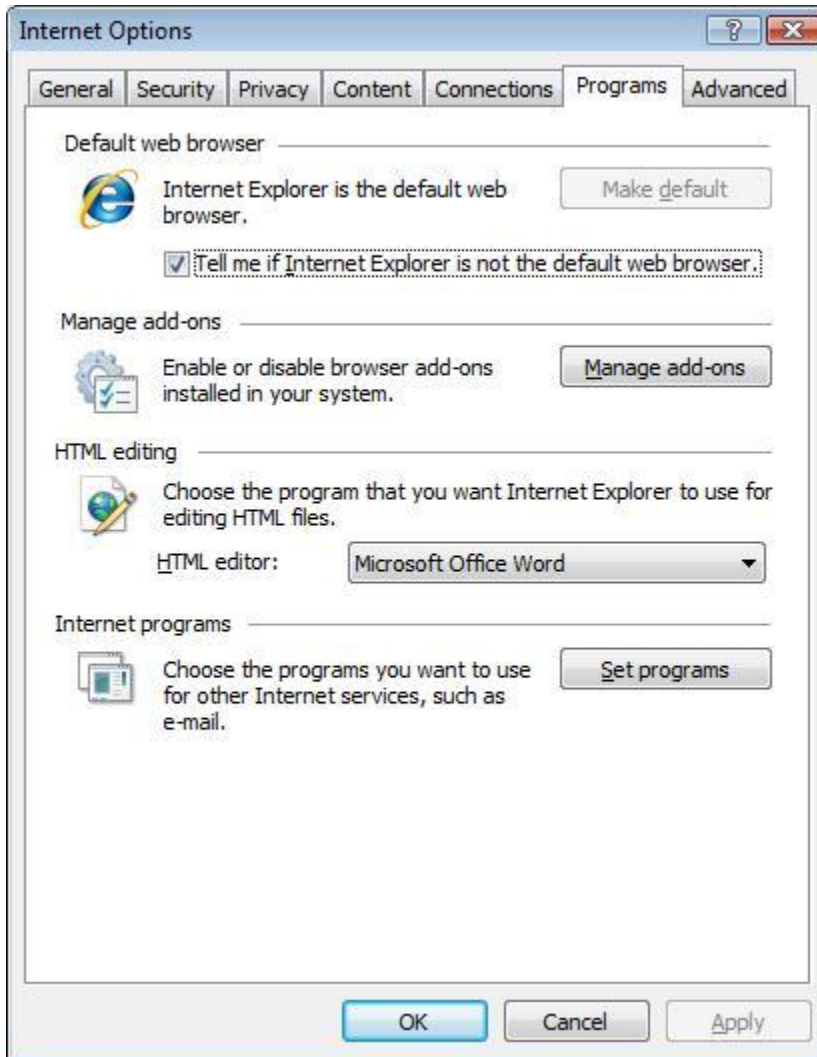 Internet Options
General Security Privacy Content Connections Programs Advanced
Default web browser
Internet Explorer is the default web
browser.
Make default
Tell me if Internet Explorer is not the default web browser.
Manage add-ons
Enable or disable browser add-ons
installed in your system.
Manage add-ons
HTML editing
Choose the program that you want Internet Explorer to use for
editing HTML files.
HTML editor: Microsoft Office Word
Internet programs
Choose the programs you want to use
for other Internet services, such as
e-mail.
Set programs
OK Cancel Apply